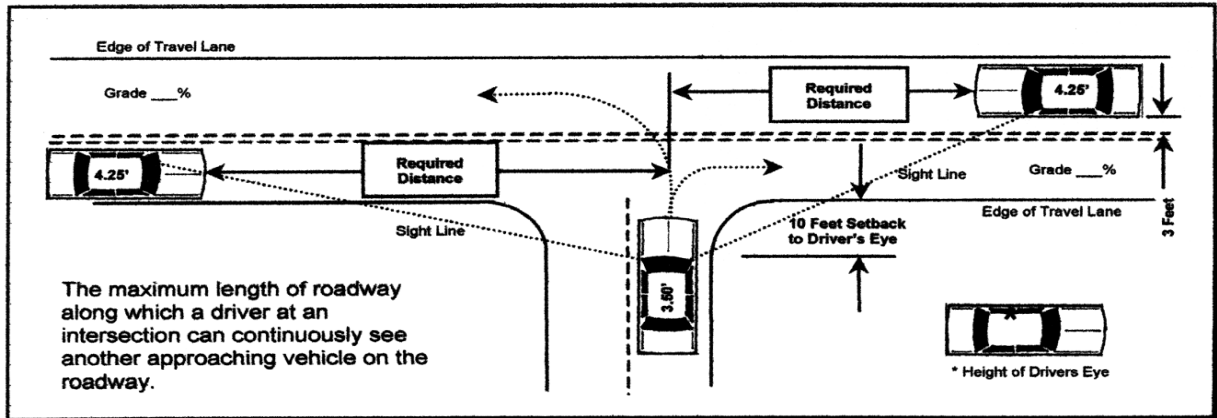 Edge of Travel Lane
Grade ___%
Required
Distance
4.25'
4.25'
Required
Distance
Sight Line
Grade ___%
Sight Line
10 Feet Setback
to Driver's Eye
Edge of Travel Lane
3 Feet
3.50'
The maximum length of roadway
along which a driver at an
intersection can continuously see
another approaching vehicle on the
roadway.
*
* Height of Drivers Eye